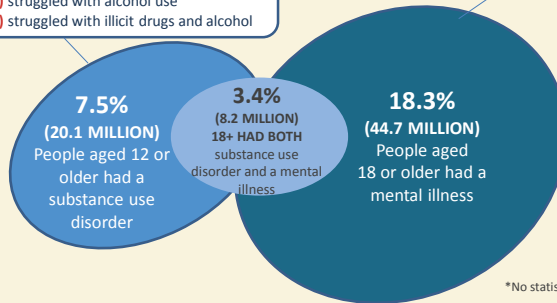 ) struggled with alcohol use
) struggled with illicit drugs and alcohol
7.5%
(20.1 MILLION)
People aged 12 or
older had a
substance use
disorder
3.4%
(8.2 MILLION)
18+ HAD BOTH
substance use
disorder and a mental
illness
18.3%
(44.7 MILLION)
People aged
18 or older had a
mental illness
*No statis